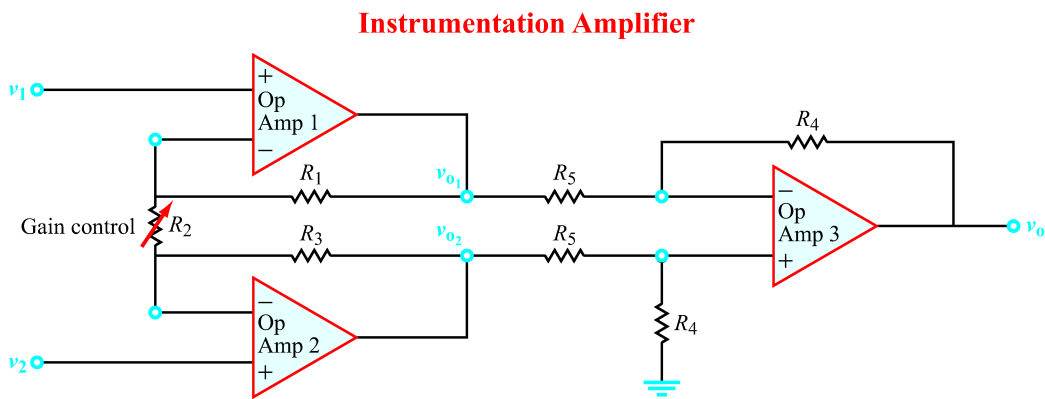 Instrumentation Amplifier
v1
+
Op
Amp 1
−
R1
vo1
R5
R4
−
Op
Amp 3
+
vo
Gain control
R2
R3
vo2
R5
R4
−
Op
Amp 2
+
v2